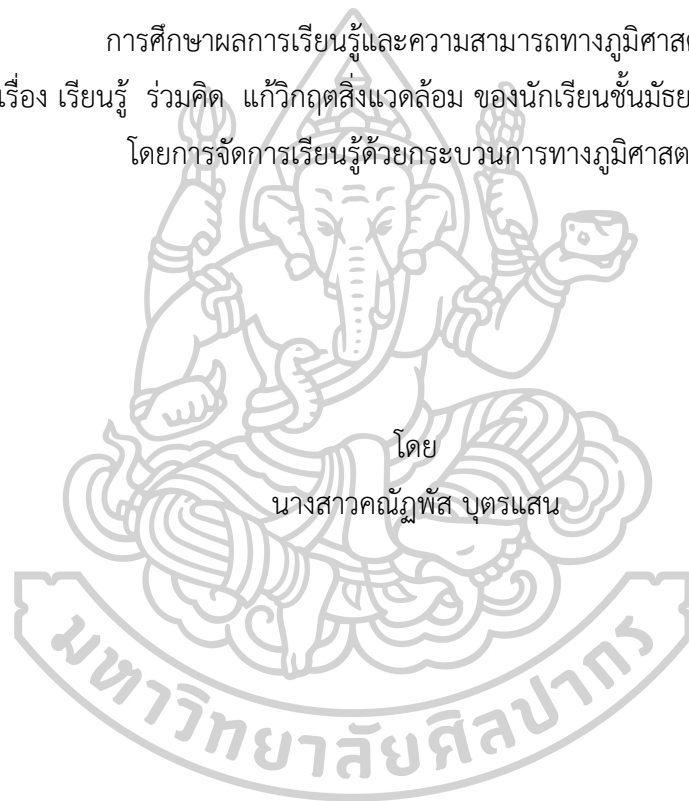 การศึกษาผลการเรียนรู้และความสามารถทางภูมิศาสต
เรื่อง เรียนรู้ ร่วมคิด แก้วิกฤตสิ่งแวดล้อม ของนักเรียนชั้นมัธย
โดยการจัดการเรียนรู้ด้วยกระบวนการทางภูมิศาสต
โดย
นางสาวคณัฏพัส บุตรแสน
มหาวิทยาลัยศิลปากร